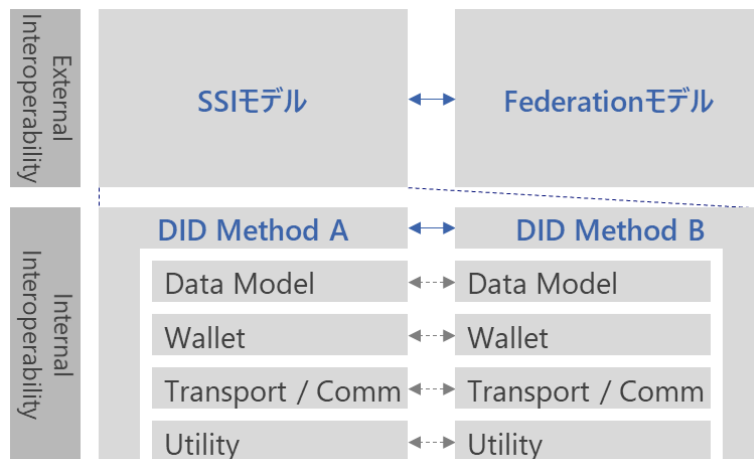 External
Interoperability
SSIモデル
Federationモデル
Internal
Interoperability
DID Method A
DID Method B
Data Model
Data Model
Wallet
Wallet
Transport / Comm
Transport / Comm
Utility
Utility